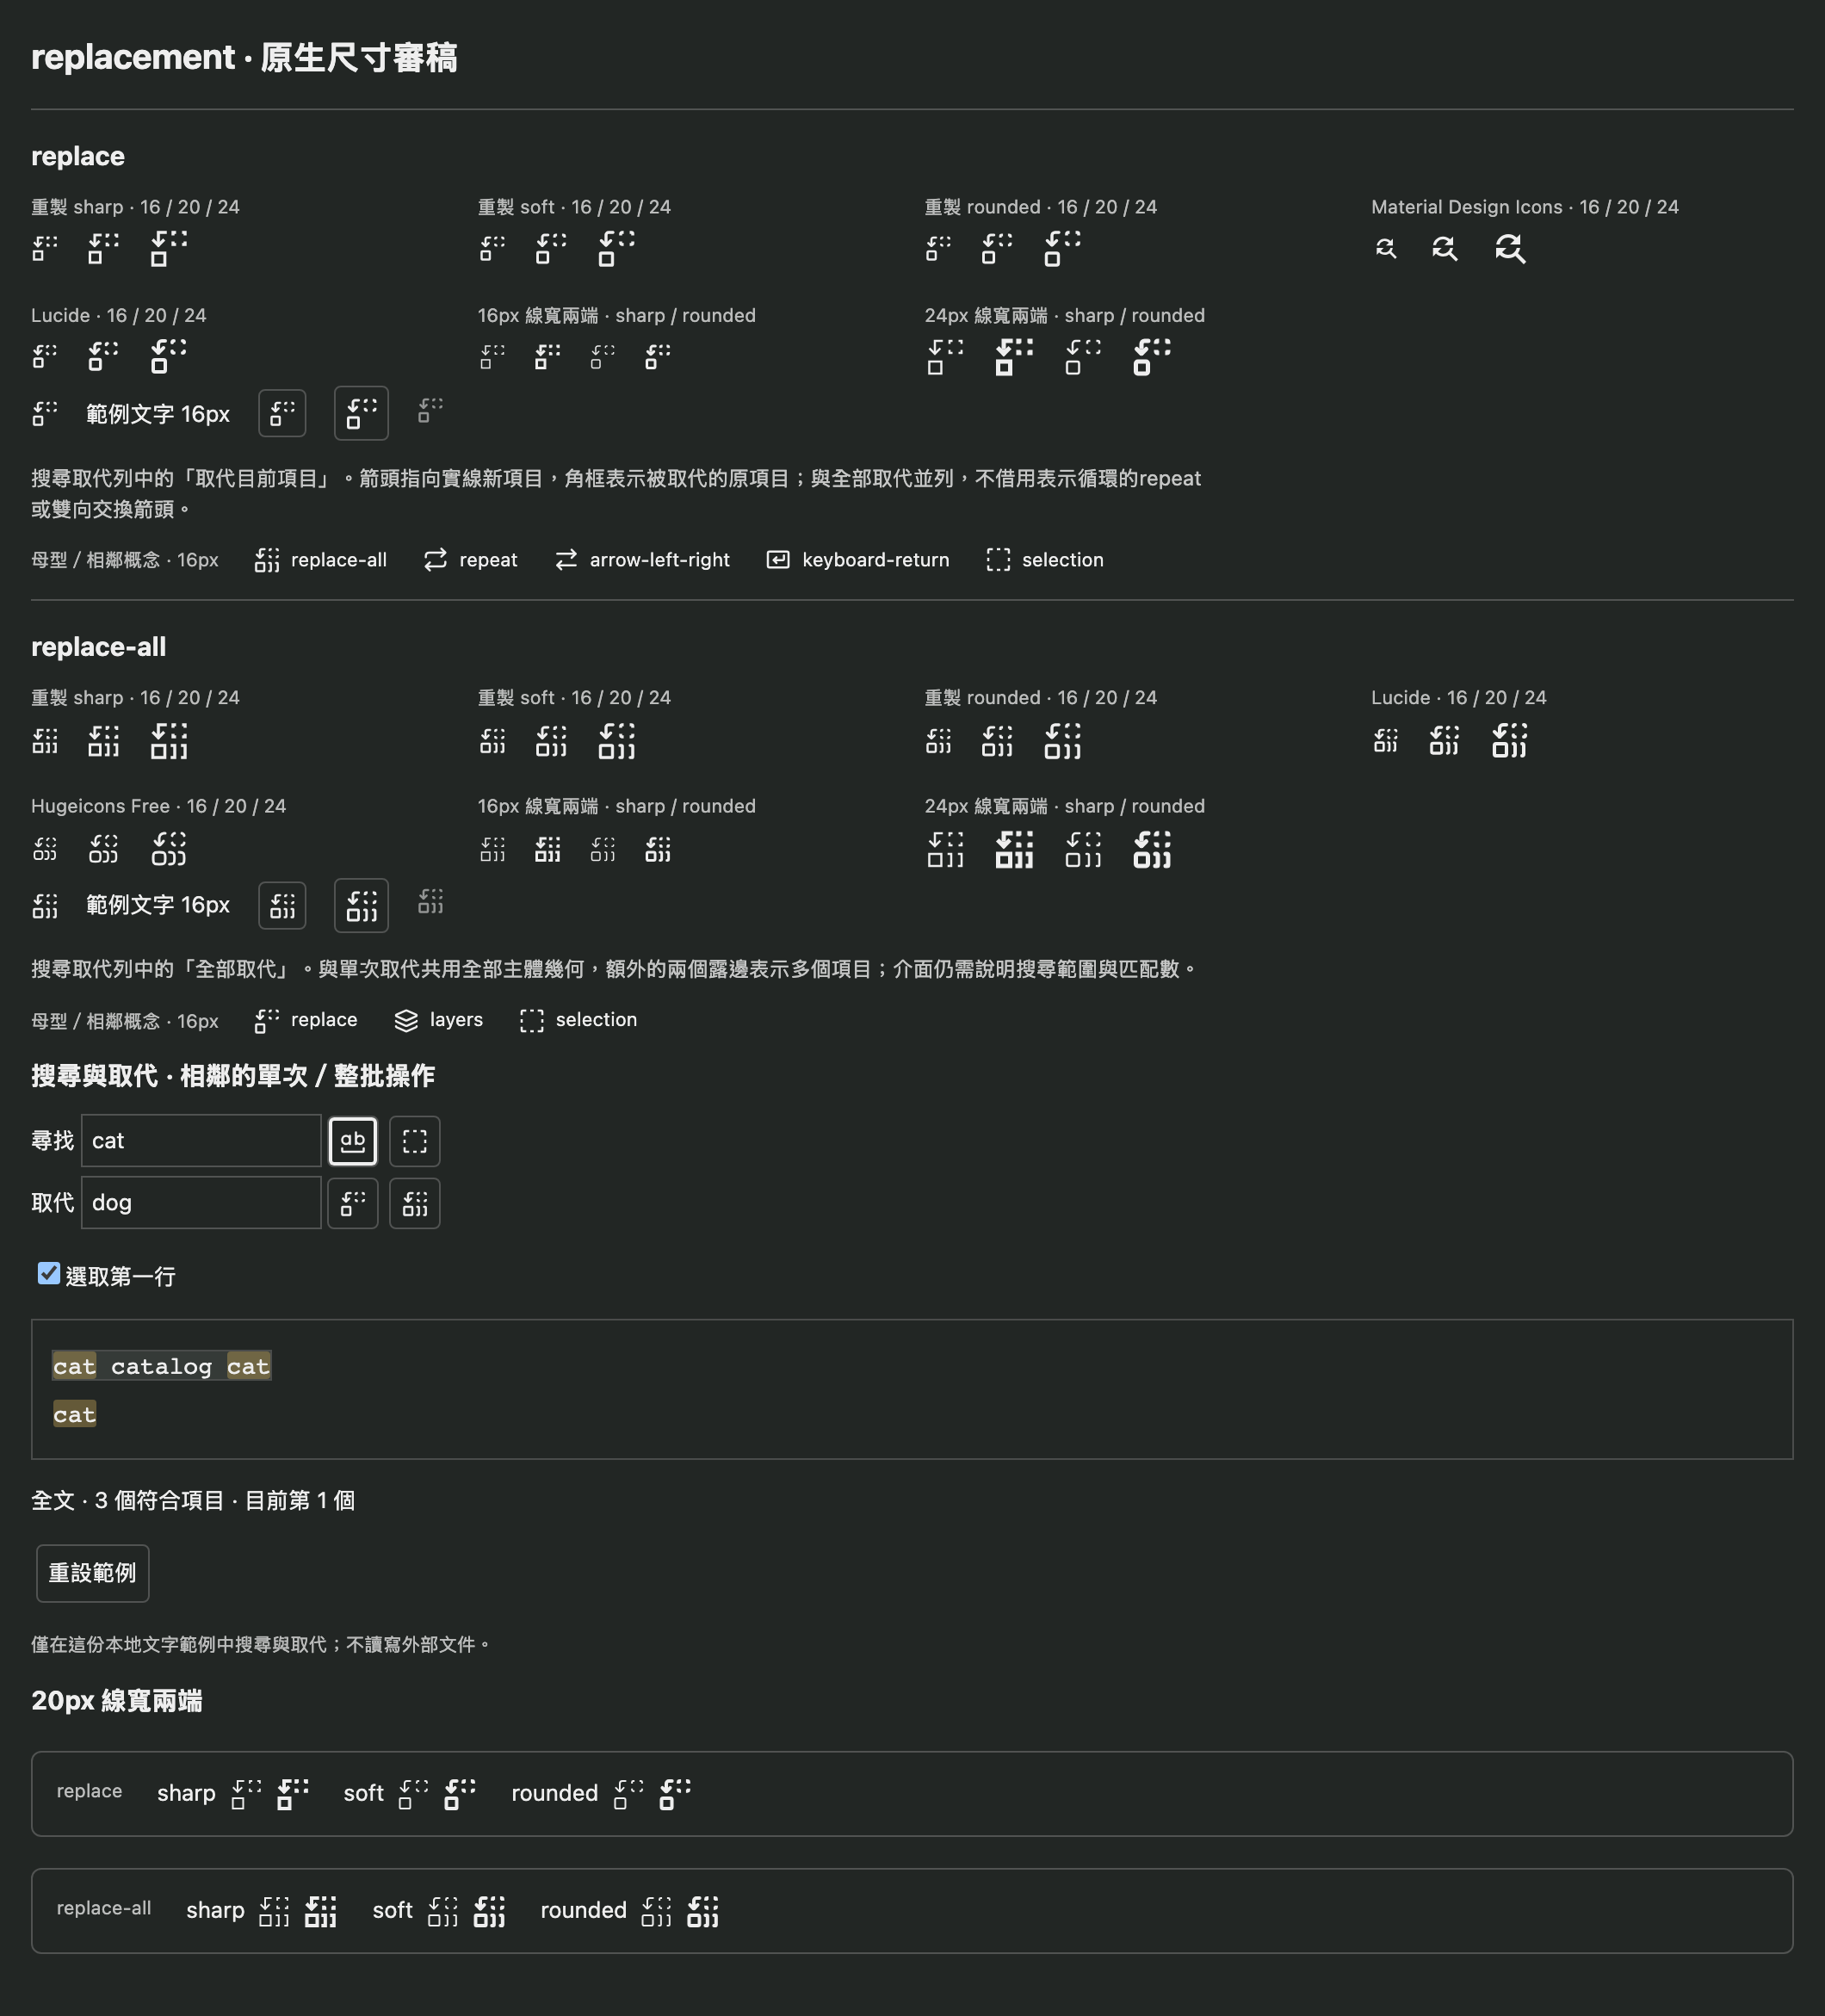 replacement · 原生尺寸審稿
replace
重製 sharp · 16 / 20 / 24
重製 soft · 16 / 20 / 24
重製 rounded · 16 / 20 / 24
Material Design Icons · 16 / 20 / 24
Lucide · 16 / 20 / 24
16px 線寬兩端 · sharp / rounded
24px 線寬兩端 · sharp / rounded
範例文字 16px
搜尋取代列中的「取代目前項目」。箭頭指向實線新項目，角框表示被取代的原項目；與全部取代並列，不借用表示循環的repeat
或雙向交換箭頭。
母型 / 相鄰概念 · 16px replace-all repeat arrow-left-right keyboard-return selection
replace-all
重製 sharp · 16 / 20 / 24
重製 soft · 16 / 20 / 24
重製 rounded · 16 / 20 / 24
Lucide · 16 / 20 / 24
Hugeicons Free · 16 / 20 / 24
16px 線寬兩端 · sharp / rounded
24px 線寬兩端 · sharp / rounded
範例文字 16px
搜尋取代列中的「全部取代」。與單次取代共用全部主體幾何，額外的兩個露邊表示多個項目；介面仍需說明搜尋範圍與匹配數。
母型 / 相鄰概念 · 16px replace layers selection
搜尋與取代 · 相鄰的單次 / 整批操作
尋找 cat ab
取代 dog
選取第一行
cat catalog cat
cat
全文 · 3 個符合項目 · 目前第 1 個
重設範例
僅在這份本地文字範例中搜尋與取代；不讀寫外部文件。
20px 線寬兩端
replace sharp soft rounded
replace-all sharp soft rounded